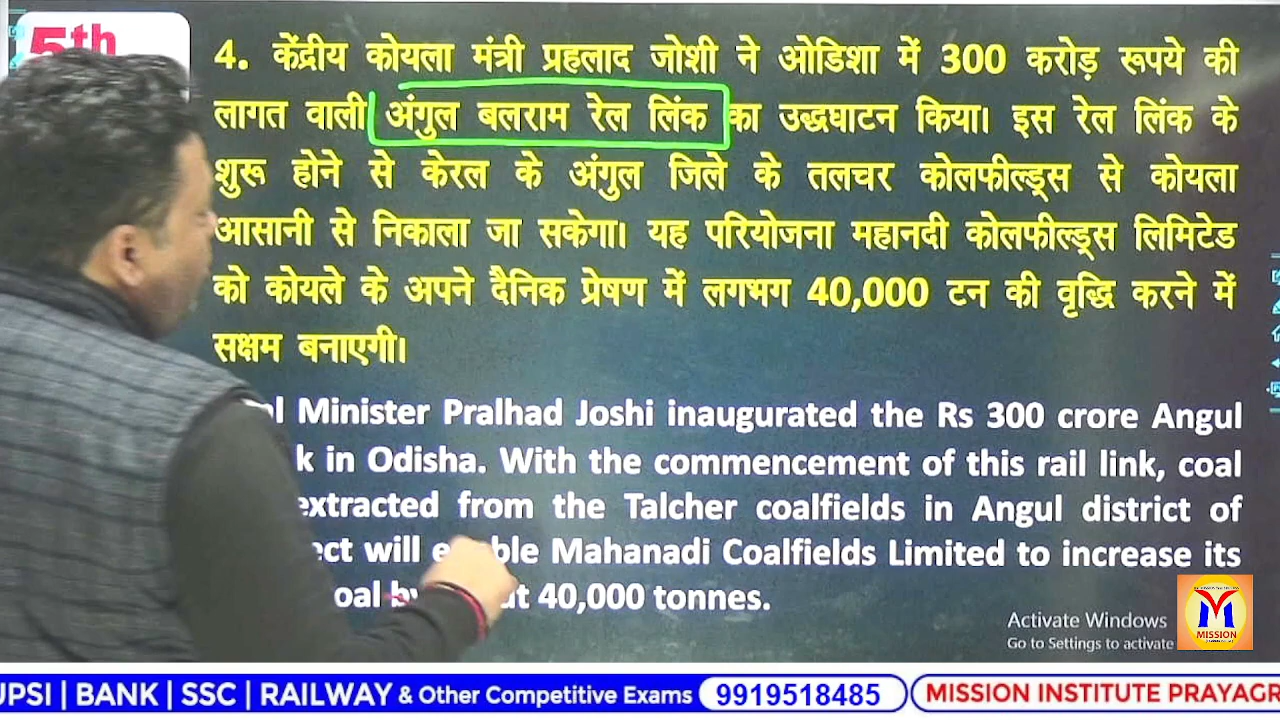 5th
4. केंद्रीय कोयला मंत्री प्रहलाद जोशी ने ओडिशा में 300 करोड़ रूपये की
लागत वाली अंगुल बलराम रेल लिंक का उद्धघाटन किया। इस रेल लिंक के
शुरू होने से केरल के अंगुल जिले के तलचर कोलफील्ड्स से कोयला
आसानी से निकाला जा सकेगा। यह परियोजना महानदी कोलफील्ड्स लिमिटेड
को कोयले के अपने दैनिक प्रेषण में लगभग 40,000 टन की वृद्धि करने में
सक्षम बनाएगी।
Minister Pralhad Joshi inaugurated the Rs 300 crore Angul
in Odisha. With the commencement of this rail link, coal
extracted from the Talcher coalfields in Angul district of
will Mahanadi Coalfields Limited to increase its
40,000 tonnes.
Activate Windows
Go to Settings to activate
MISSION
UPSI | BANK | SSC | RAILWAY & Other Competitive Exams 9919518485 MISSION INSTITUTE PRAYAGR